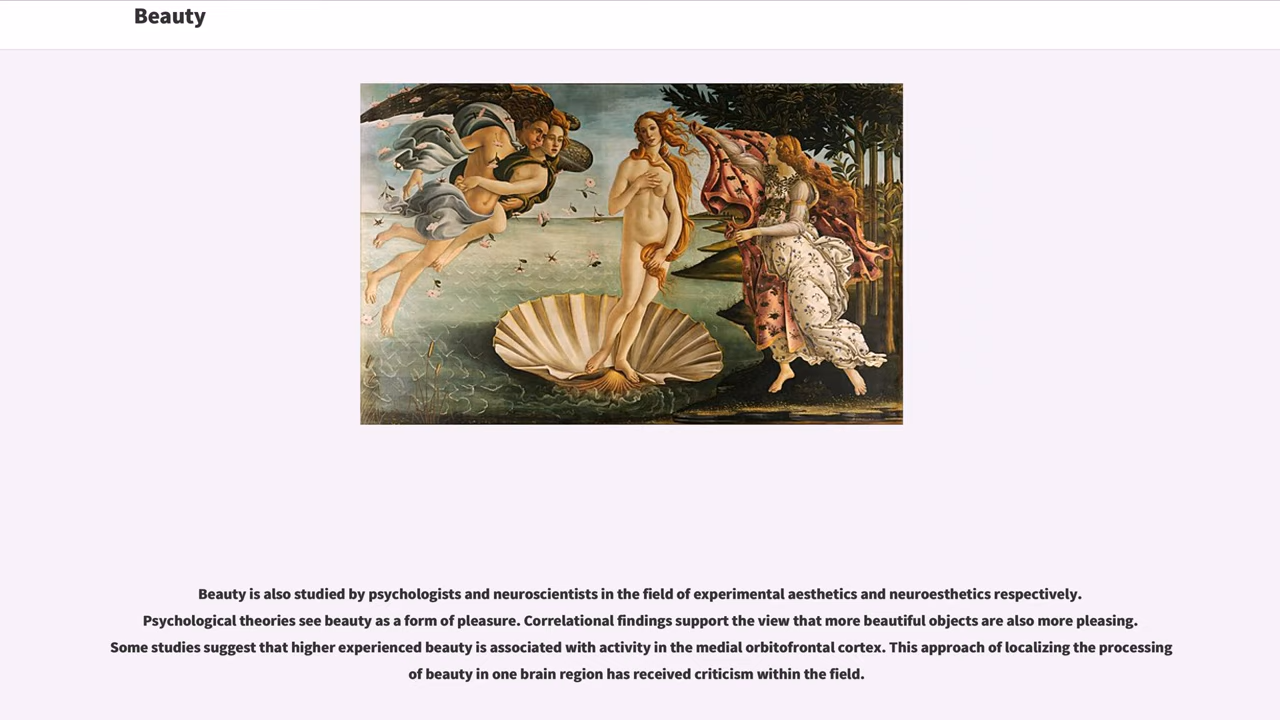 Beauty
Beauty is also studied by psychologists and neuroscientists in the field of experimental aesthetics and neuroesthetics respectively.
Psychological theories see beauty as a form of pleasure. Correlational findings support the view that more beautiful objects are also more pleasing.
Some studies suggest that higher experienced beauty is associated with activity in the medial orbitofrontal cortex. This approach of localizing the processing
of beauty in one brain region has received criticism within the field.